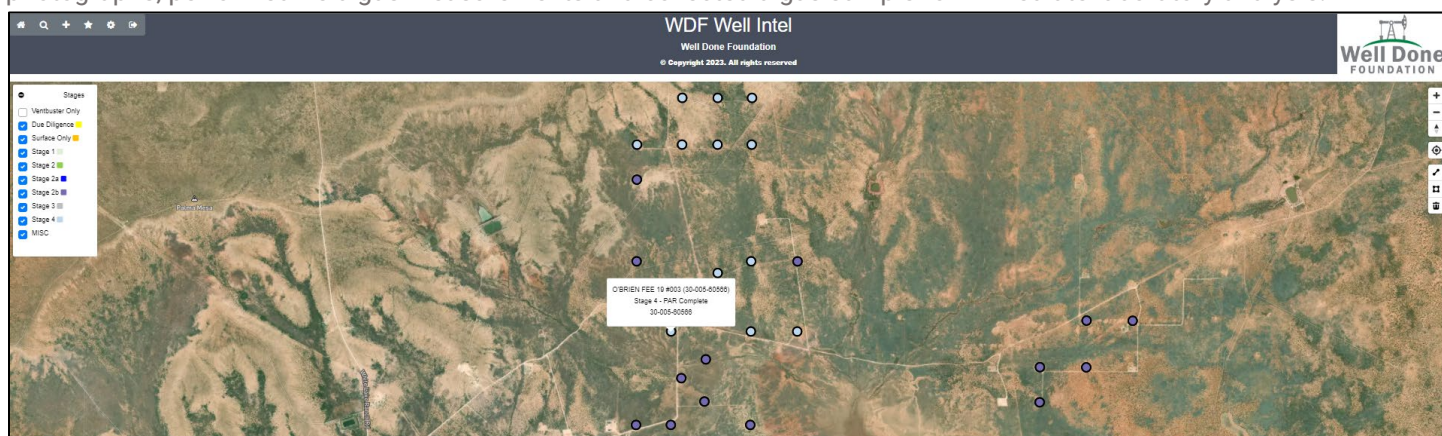 WDF Well Intel
Well Done Foundation
© Copyright 2023. All rights reserved
Well Done
FOUNDATION
Stages
Ventbuster Only
Due Diligence
Surface Only
Stage 1
Stage 2
Stage 2a
Stage 2b
Stage 3
Stage 4
MISC
O'BRIEN FEE 19 #003 (30-005-60566)
Stage 4 - PAR Complete
30-005-60566